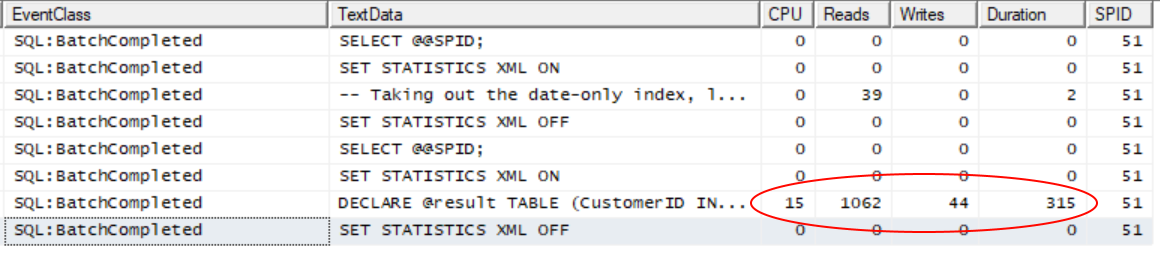 EventClass TextData CPU Reads Writes Duration SPID
SQL:BatchCompleted SELECT @@SPID; 0 0 0 0 51
SQL:BatchCompleted SET STATISTICS XML ON 0 0 0 0 51
SQL:BatchCompleted -- Taking out the date-only index, l... 0 39 0 2 51
SQL:BatchCompleted SET STATISTICS XML OFF 0 0 0 0 51
SQL:BatchCompleted SELECT @@SPID; 0 0 0 0 51
SQL:BatchCompleted SET STATISTICS XML ON 0 0 0 0 51
SQL:BatchCompleted DECLARE @result TABLE (CustomerID IN... 15 1062 44 315 51
SQL:BatchCompleted SET STATISTICS XML OFF 0 0 0 0 51